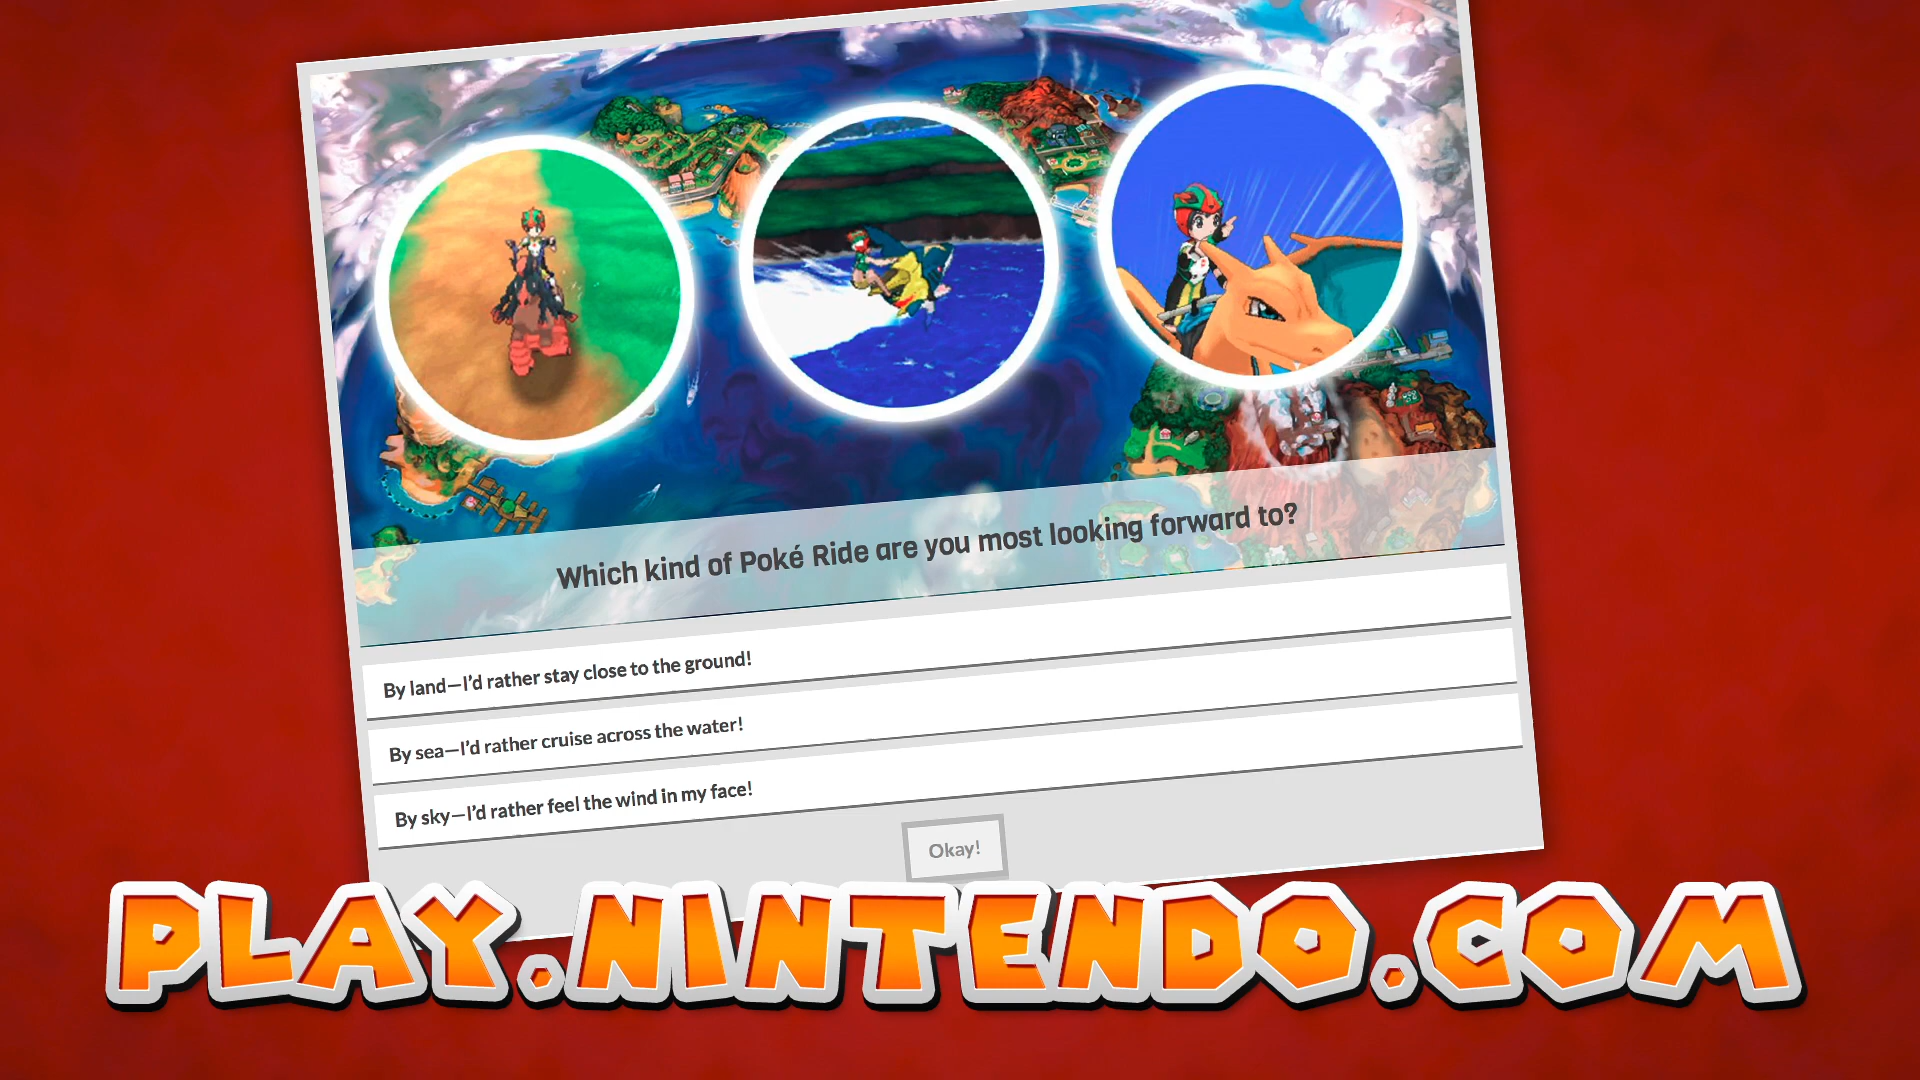 Which kind of Poké Ride are you most looking forward to?
By land—I'd rather stay close to the ground!
By sea—I'd rather cruise across the water!
By sky—I'd rather feel the wind in my face!
Okay!
PLAY.NINTENDO.COM